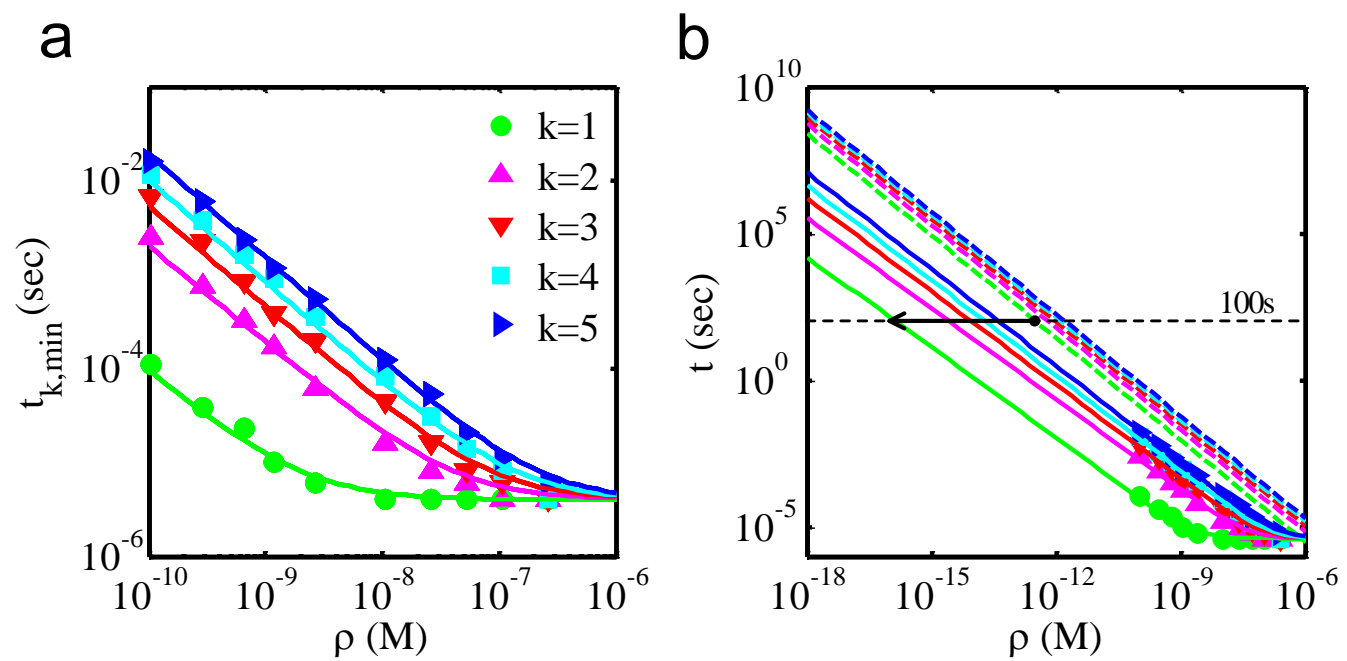 a
b
k=1
k=2
k=3
k=4
k=5
10^-2
10^-4
10^-6
t_k,min (sec)
10^-10
10^-9
10^-8
10^-7
10^-6
ρ (M)
10^10
10^5
10^0
10^-5
t (sec)
100s
10^-18
10^-15
10^-12
10^-9
10^-6
ρ (M)